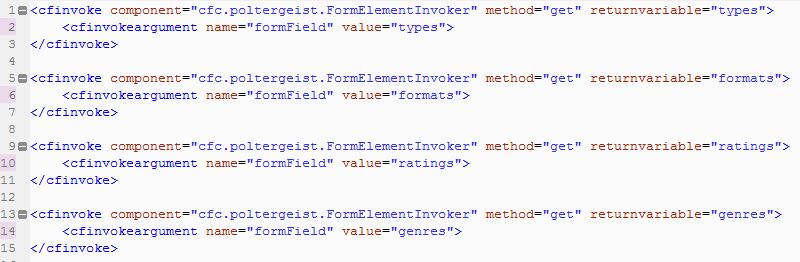 1 <cfinvoke component="cfc.poltergeist.FormElementInvoker" method="get" returnvariable="types">
2 <cfinvokeargument name="formField" value="types">
3 </cfinvoke>
4
5 <cfinvoke component="cfc.poltergeist.FormElementInvoker" method="get" returnvariable="formats">
6 <cfinvokeargument name="formField" value="formats">
7 </cfinvoke>
8
9 <cfinvoke component="cfc.poltergeist.FormElementInvoker" method="get" returnvariable="ratings">
10 <cfinvokeargument name="formField" value="ratings">
11 </cfinvoke>
12
13 <cfinvoke component="cfc.poltergeist.FormElementInvoker" method="get" returnvariable="genres">
14 <cfinvokeargument name="formField" value="genres">
15 </cfinvoke>